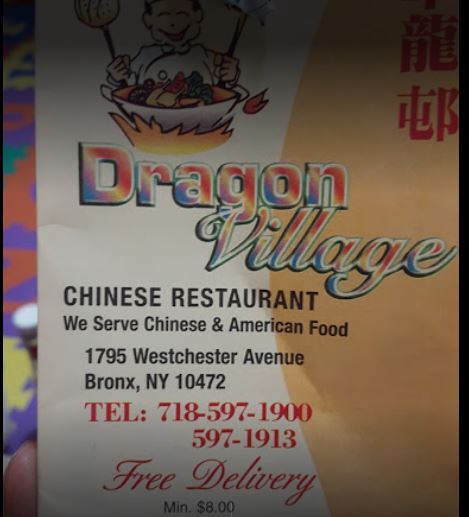 龍
邨
Dragon
Village
CHINESE RESTAURANT
We Serve Chinese & American Food
1795 Westchester Avenue
Bronx, NY 10472
TEL: 718-597-1900
597-1913
Free Delivery
Min. $8.00